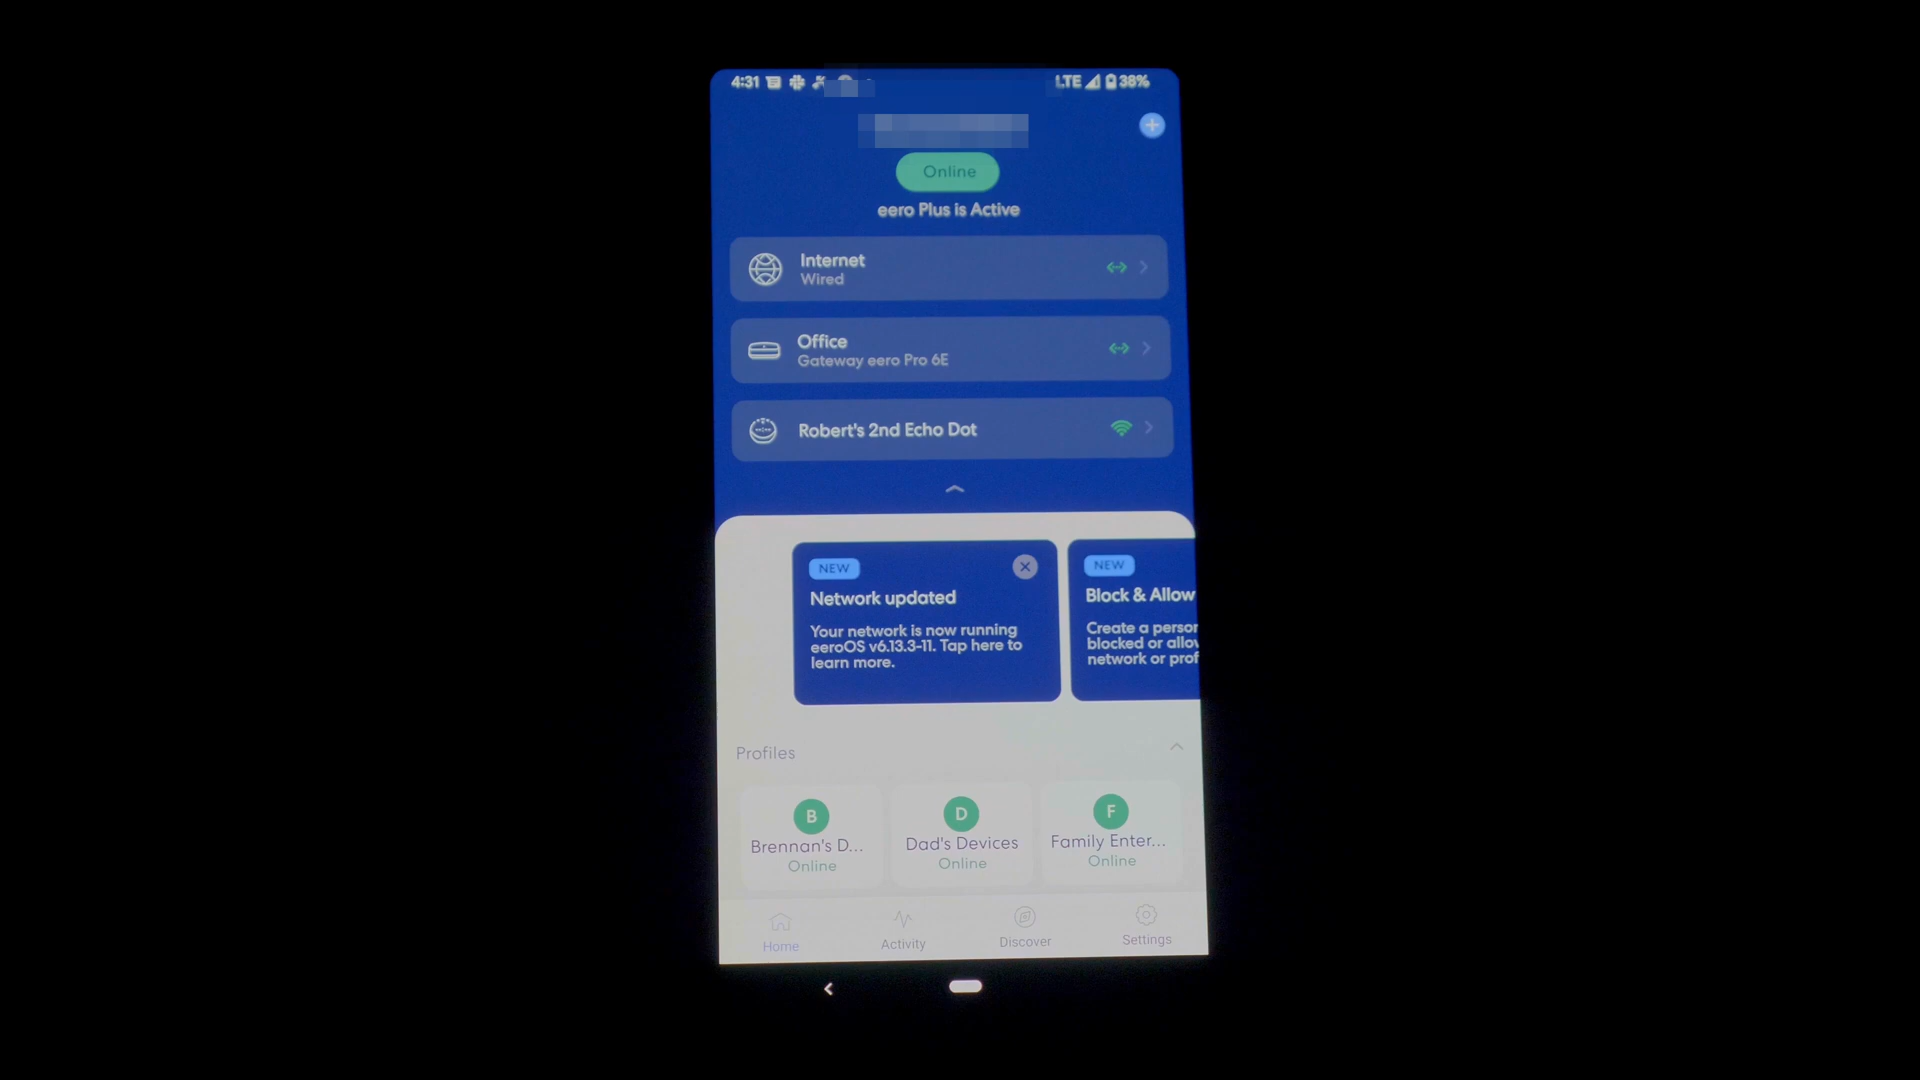 4:31
LTE 38%
Online
eero Plus is Active
Internet
Wired
Office
Gateway eero Pro 6E
Robert's 2nd Echo Dot
NEW
Network updated
Your network is now running
eeroOS v6.13.3-11. Tap here to
learn more.
NEW
Block & Allow
Create a person
blocked or allow
network or prof
Profiles
B
Brennan's D...
Online
D
Dad's Devices
Online
F
Family Enter...
Online
Home
Activity
Discover
Settings